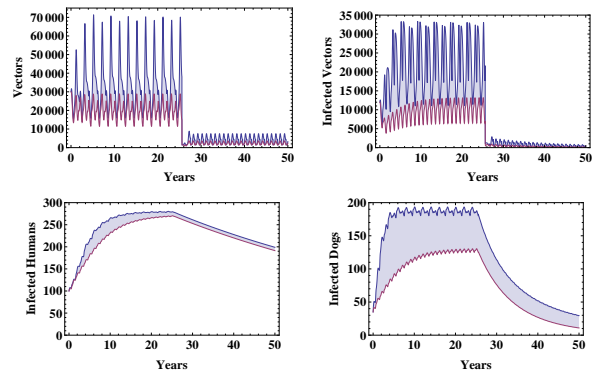 Vectors
70 000
60 000
50 000
40 000
30 000
20 000
10 000
0
0 10 20 30 40 50
Years
Infected Vectors
35 000
30 000
25 000
20 000
15 000
10 000
5000
0
0 10 20 30 40 50
Years
Infected Humans
300
250
200
150
100
50
0
0 10 20 30 40 50
Years
Infected Dogs
200
150
100
50
0
0 10 20 30 40 50
Years